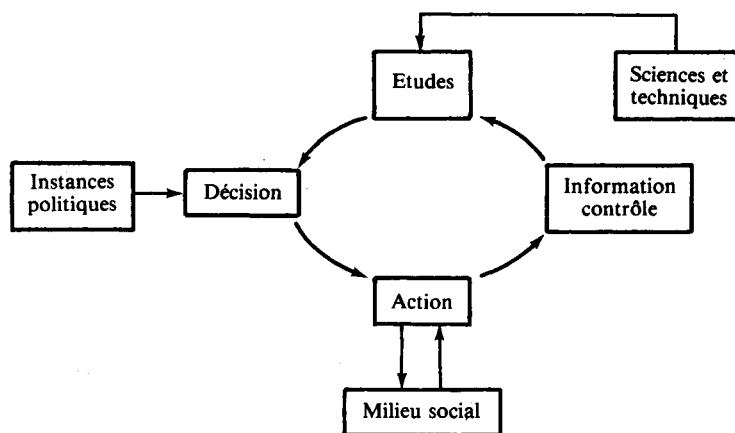 Etudes
Sciences et
techniques
Instances
politiques
Décision
Information
contrôle
Action
Milieu social